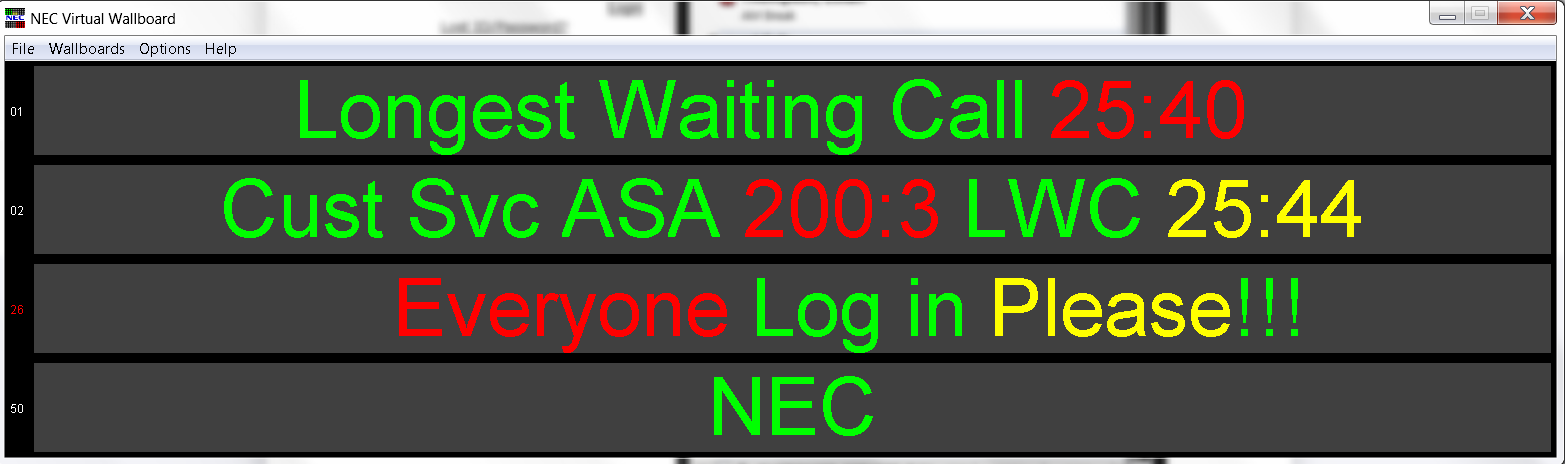 NEC Virtual Wallboard
File Wallboards Options Help
01 Longest Waiting Call 25:40
02 Cust Svc ASA 200:3 LWC 25:44
26 Everyone Log in Please!!!
50 NEC